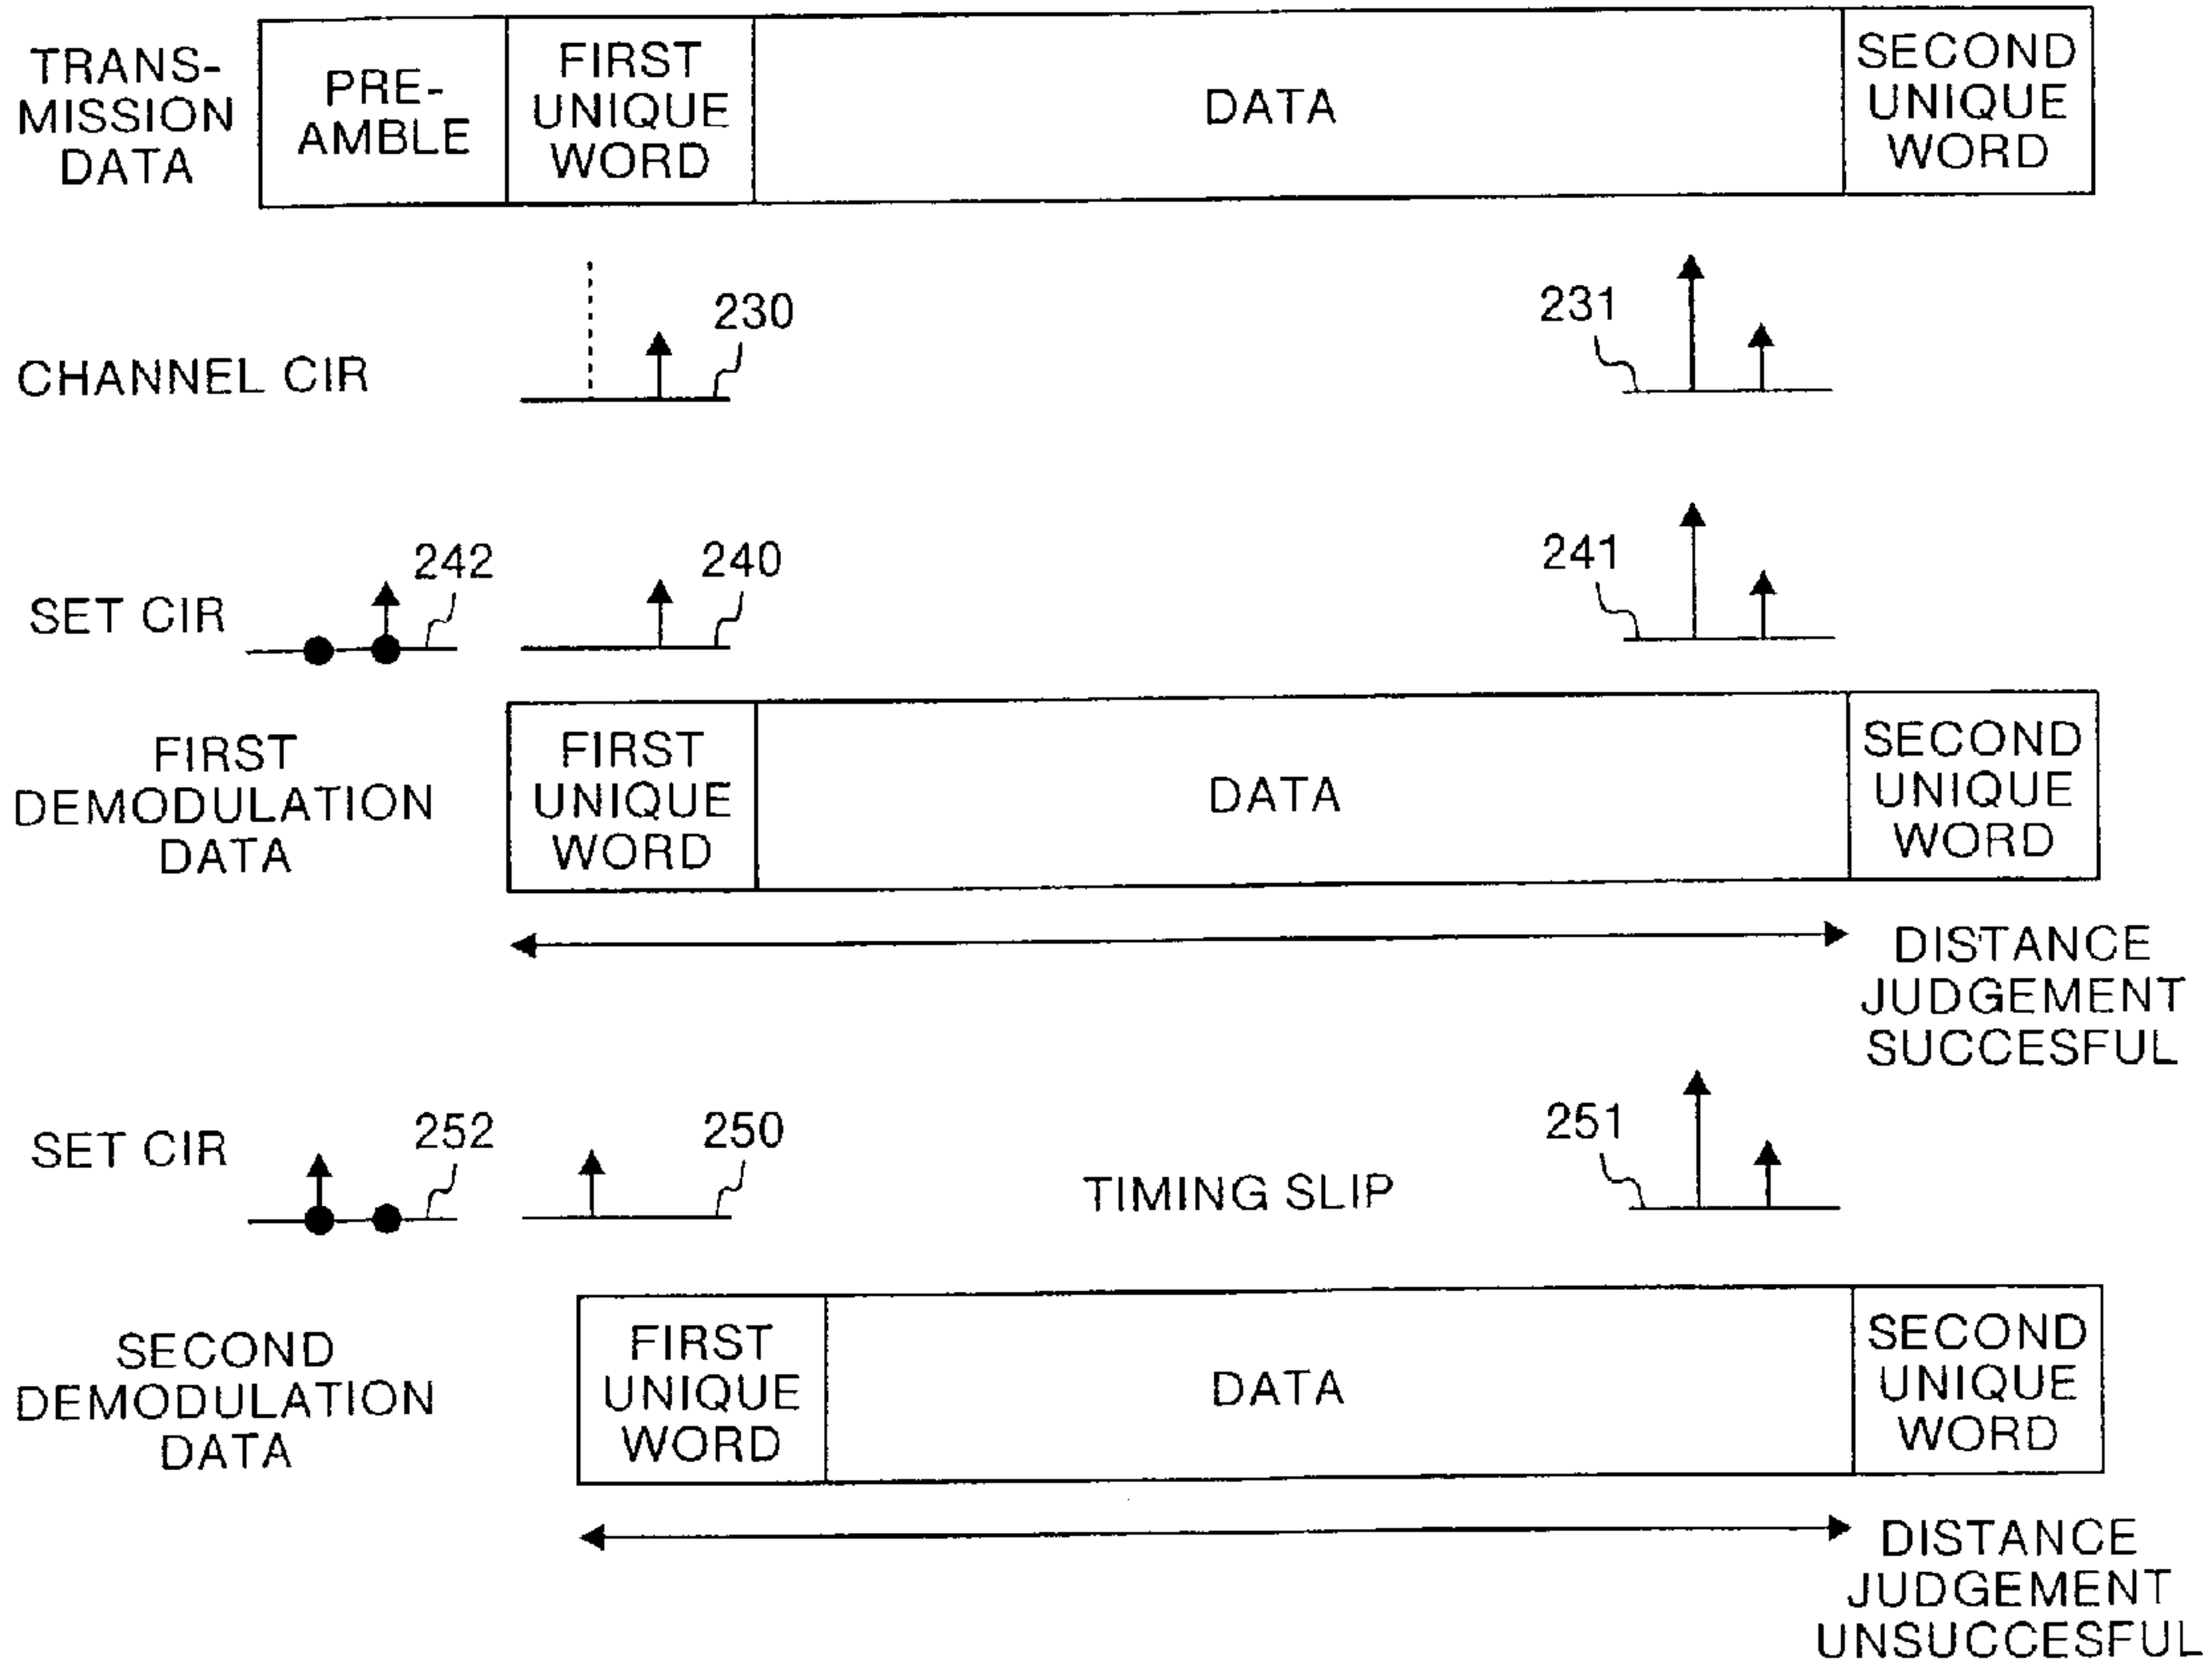 TRANS-
MISSION
DATA
PRE-
AMBLE
FIRST
UNIQUE
WORD
DATA
SECOND
UNIQUE
WORD
CHANNEL CIR
230
231
SET CIR
242
240
241
FIRST
DEMODULATION
DATA
FIRST
UNIQUE
WORD
DATA
SECOND
UNIQUE
WORD
DISTANCE
JUDGEMENT
SUCCESFUL
SET CIR
252
250
TIMING SLIP
251
SECOND
DEMODULATION
DATA
FIRST
UNIQUE
WORD
DATA
SECOND
UNIQUE
WORD
DISTANCE
JUDGEMENT
UNSUCCESFUL